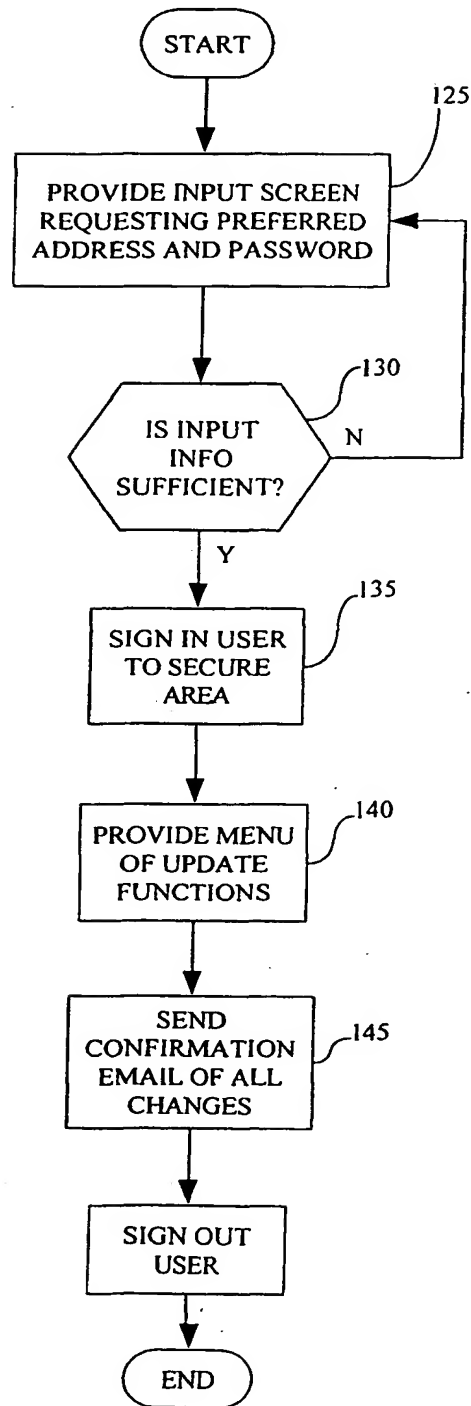 START
125
PROVIDE INPUT SCREEN
REQUESTING PREFERRED
ADDRESS AND PASSWORD
130
IS INPUT
INFO
SUFFICIENT?
N
Y
135
SIGN IN USER
TO SECURE
AREA
140
PROVIDE MENU
OF UPDATE
FUNCTIONS
145
SEND
CONFIRMATION
EMAIL OF ALL
CHANGES
SIGN OUT
USER
END